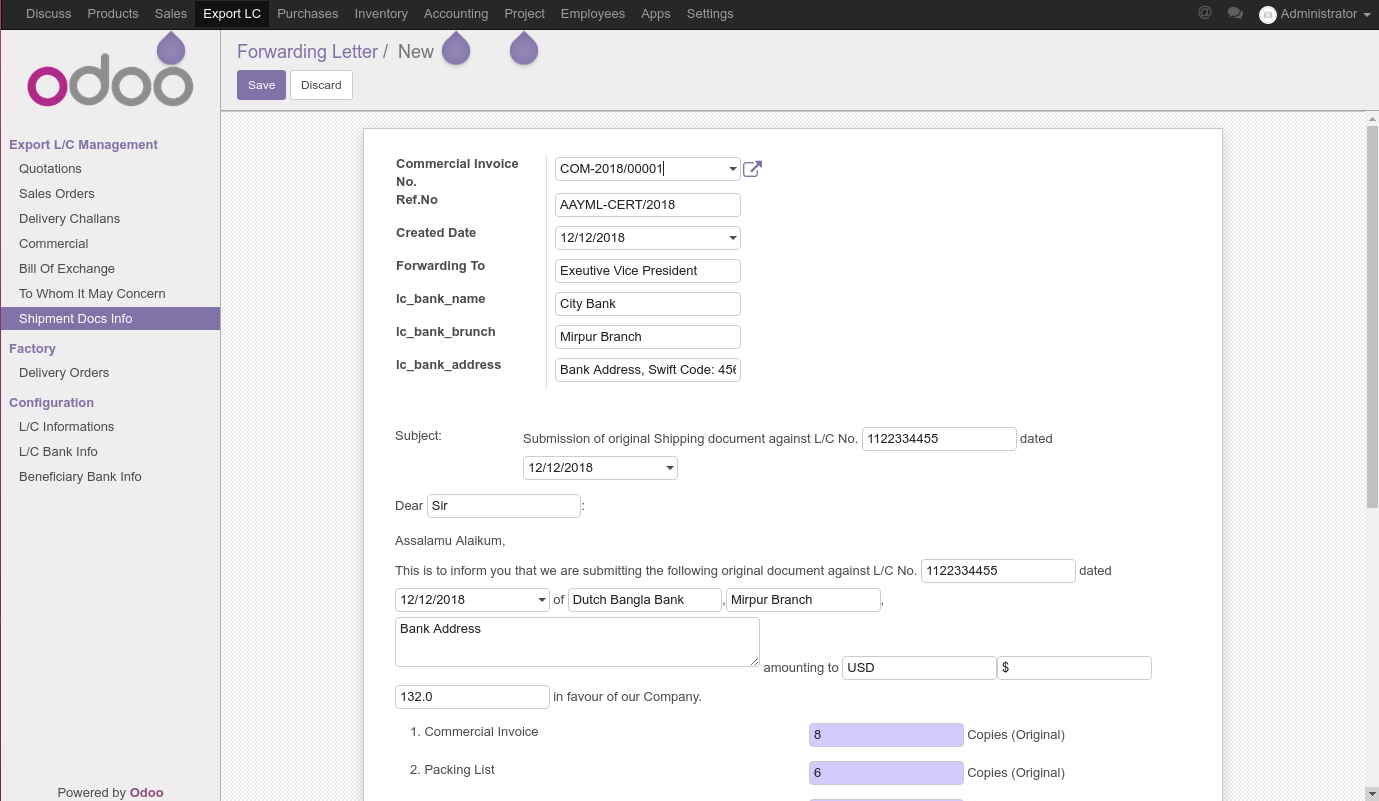 Discuss Products Sales Export LC Purchases Inventory Accounting Project Employees Apps Settings @ Administrator
odoo
Forwarding Letter / New
Save Discard
Export L/C Management
Quotations
Sales Orders
Delivery Challans
Commercial
Bill Of Exchange
To Whom It May Concern
Shipment Docs Info
Factory
Delivery Orders
Configuration
L/C Informations
L/C Bank Info
Beneficiary Bank Info
Powered by Odoo
Commercial Invoice No. COM-2018/00001
Ref.No AAYML-CERT/2018
Created Date 12/12/2018
Forwarding To Exeutive Vice President
lc_bank_name City Bank
lc_bank_brunch Mirpur Branch
lc_bank_address Bank Address, Swift Code: 456
Subject: Submission of original Shipping document against L/C No. 1122334455 dated
12/12/2018
Dear Sir :
Assalamu Alaikum,
This is to inform you that we are submitting the following original document against L/C No. 1122334455 dated
12/12/2018 of Dutch Bangla Bank , Mirpur Branch ,
Bank Address
amounting to USD $
132.0 in favour of our Company.
1. Commercial Invoice 8 Copies (Original)
2. Packing List 6 Copies (Original)